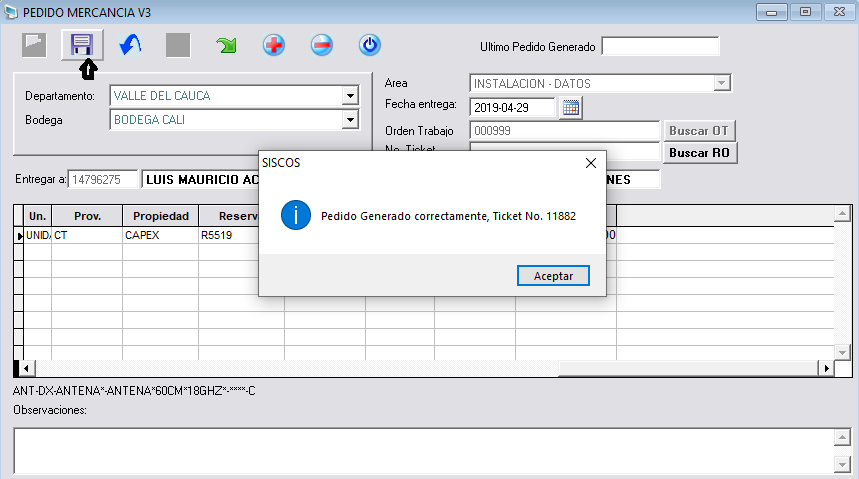 PEDIDO MERCANCIA V3
Ultimo Pedido Generado
Departamento: VALLE DEL CAUCA
Bodega BODEGA CALI
Area INSTALACION - DATOS
Fecha entrega: 2019-04-29
Orden Trabajo 000999 Buscar OT
No. Ticket Buscar RO
Entregar a: 14796275 LUIS MAURICIO AC NES
SISCOS
Pedido Generado correctamente, Ticket No. 11882
Aceptar
Un. Prov. Propiedad Reserv
UNID CT CAPEX R5519 00
ANT-DX-ANTENA*-ANTENA*60CM*18GHZ*-****-C
Observaciones: